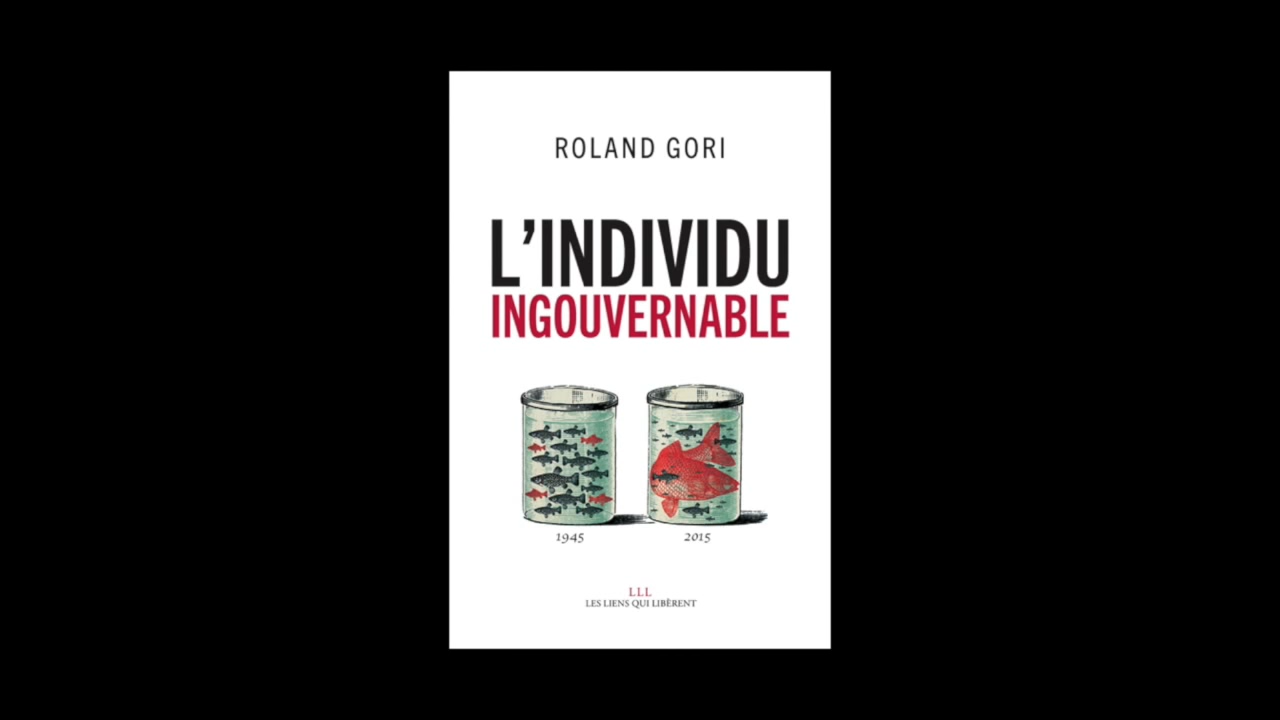 ROLAND GORI
L'INDIVIDU
INGOUVERNABLE
1945 2015
LLL
LES LIENS QUI LIBÈRENT